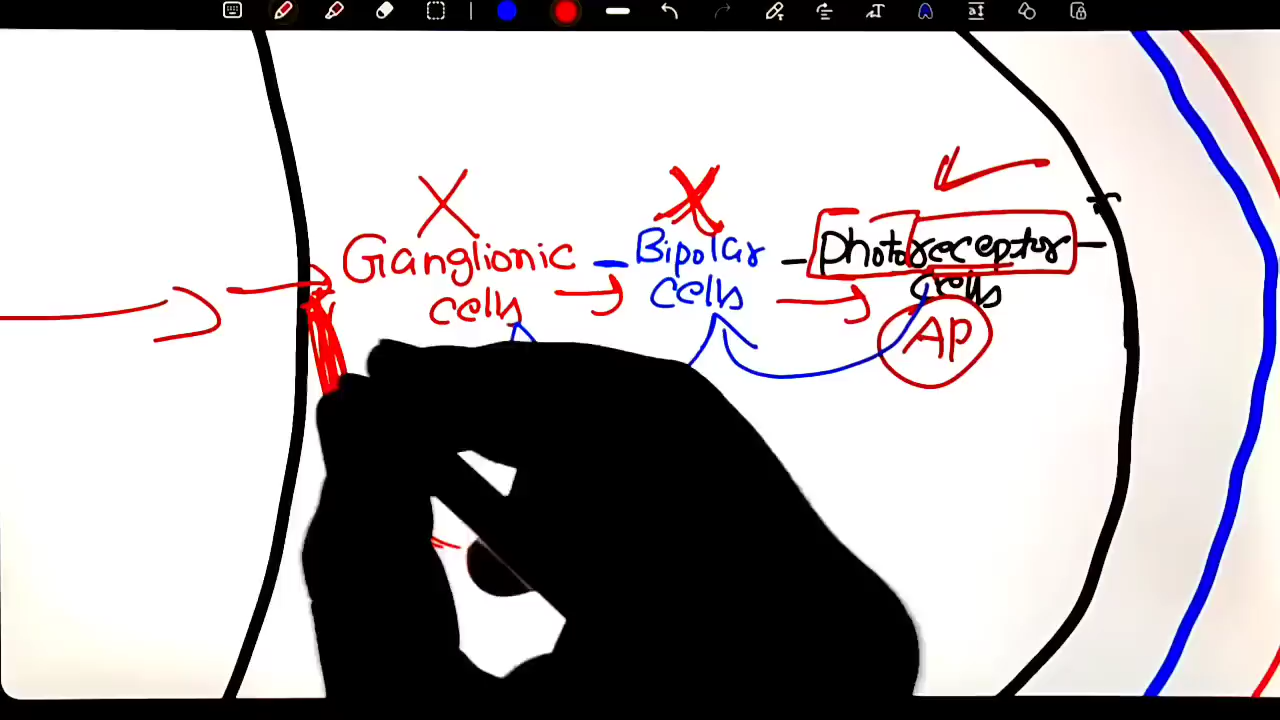 Ganglionic
cells
Bipolar
cells
photoreceptor
cells
AP